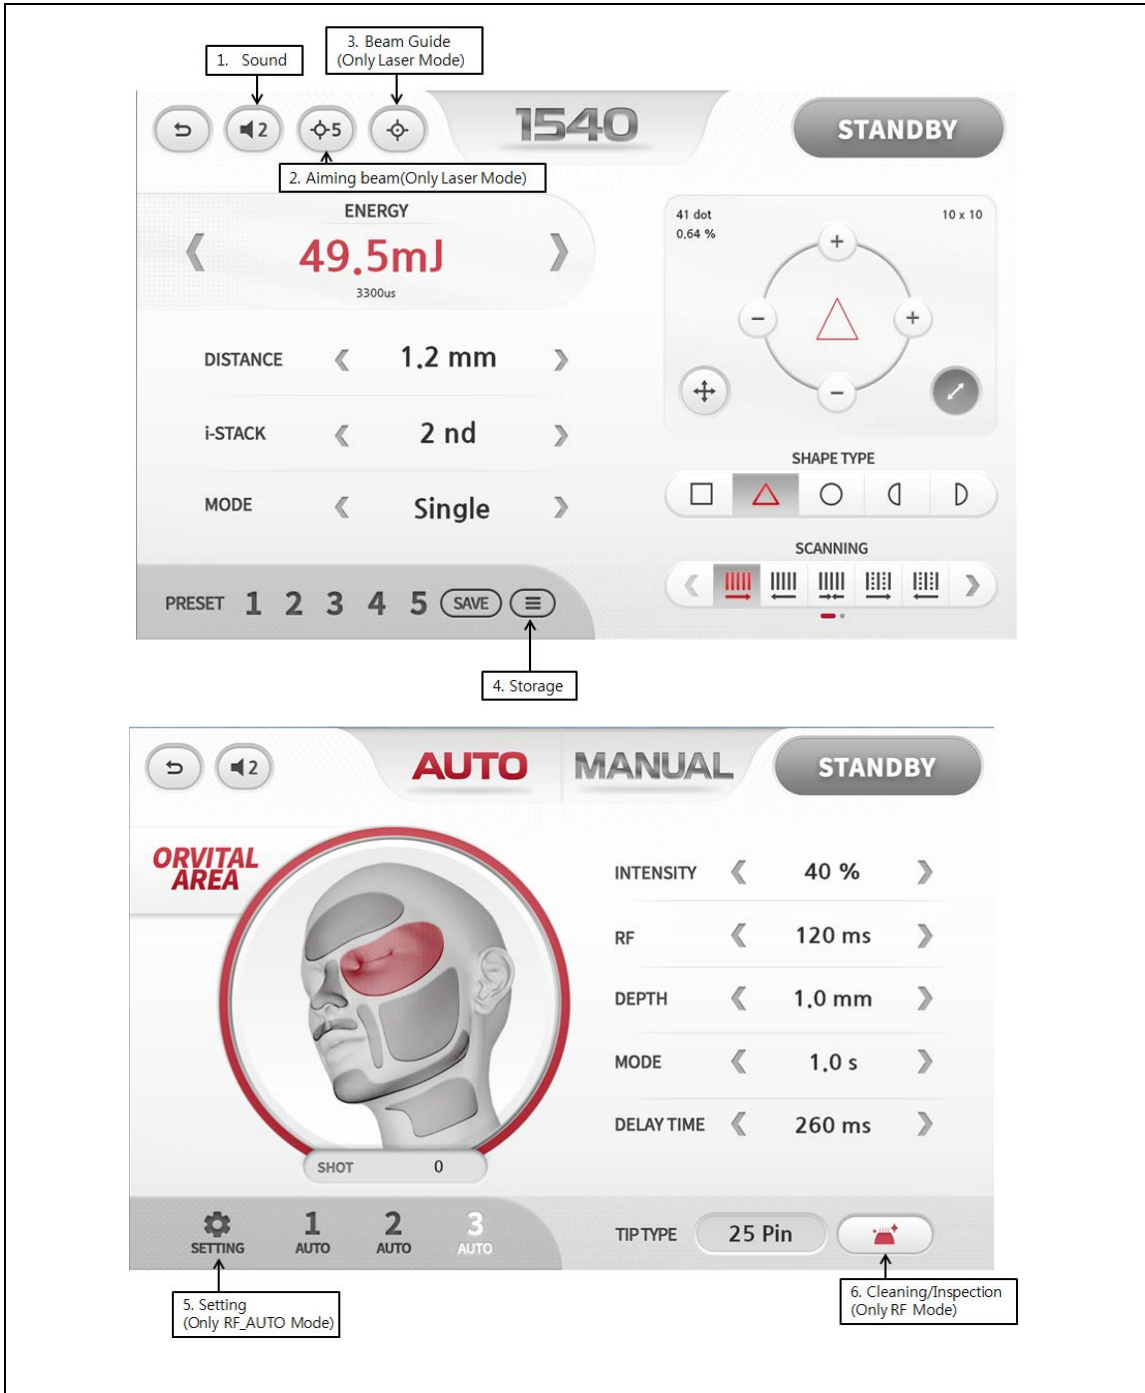 1. Sound
3. Beam Guide
(Only Laser Mode)
2
5
1540
STANDBY
2. Aiming beam(Only Laser Mode)
ENERGY
49.5mJ
3300us
41 dot
0.64 %
10 x 10
DISTANCE
1.2 mm
i-STACK
2 nd
MODE
Single
SHAPE TYPE
SCANNING
PRESET 1 2 3 4 5 SAVE
4. Storage
2
AUTO
MANUAL
STANDBY
ORVITAL
AREA
INTENSITY
40 %
RF
120 ms
DEPTH
1.0 mm
MODE
1.0 s
DELAY TIME
260 ms
SHOT 0
SETTING
1
AUTO
2
AUTO
3
AUTO
TIP TYPE
25 Pin
5. Setting
(Only RF_AUTO Mode)
6. Cleaning/Inspection
(Only RF Mode)